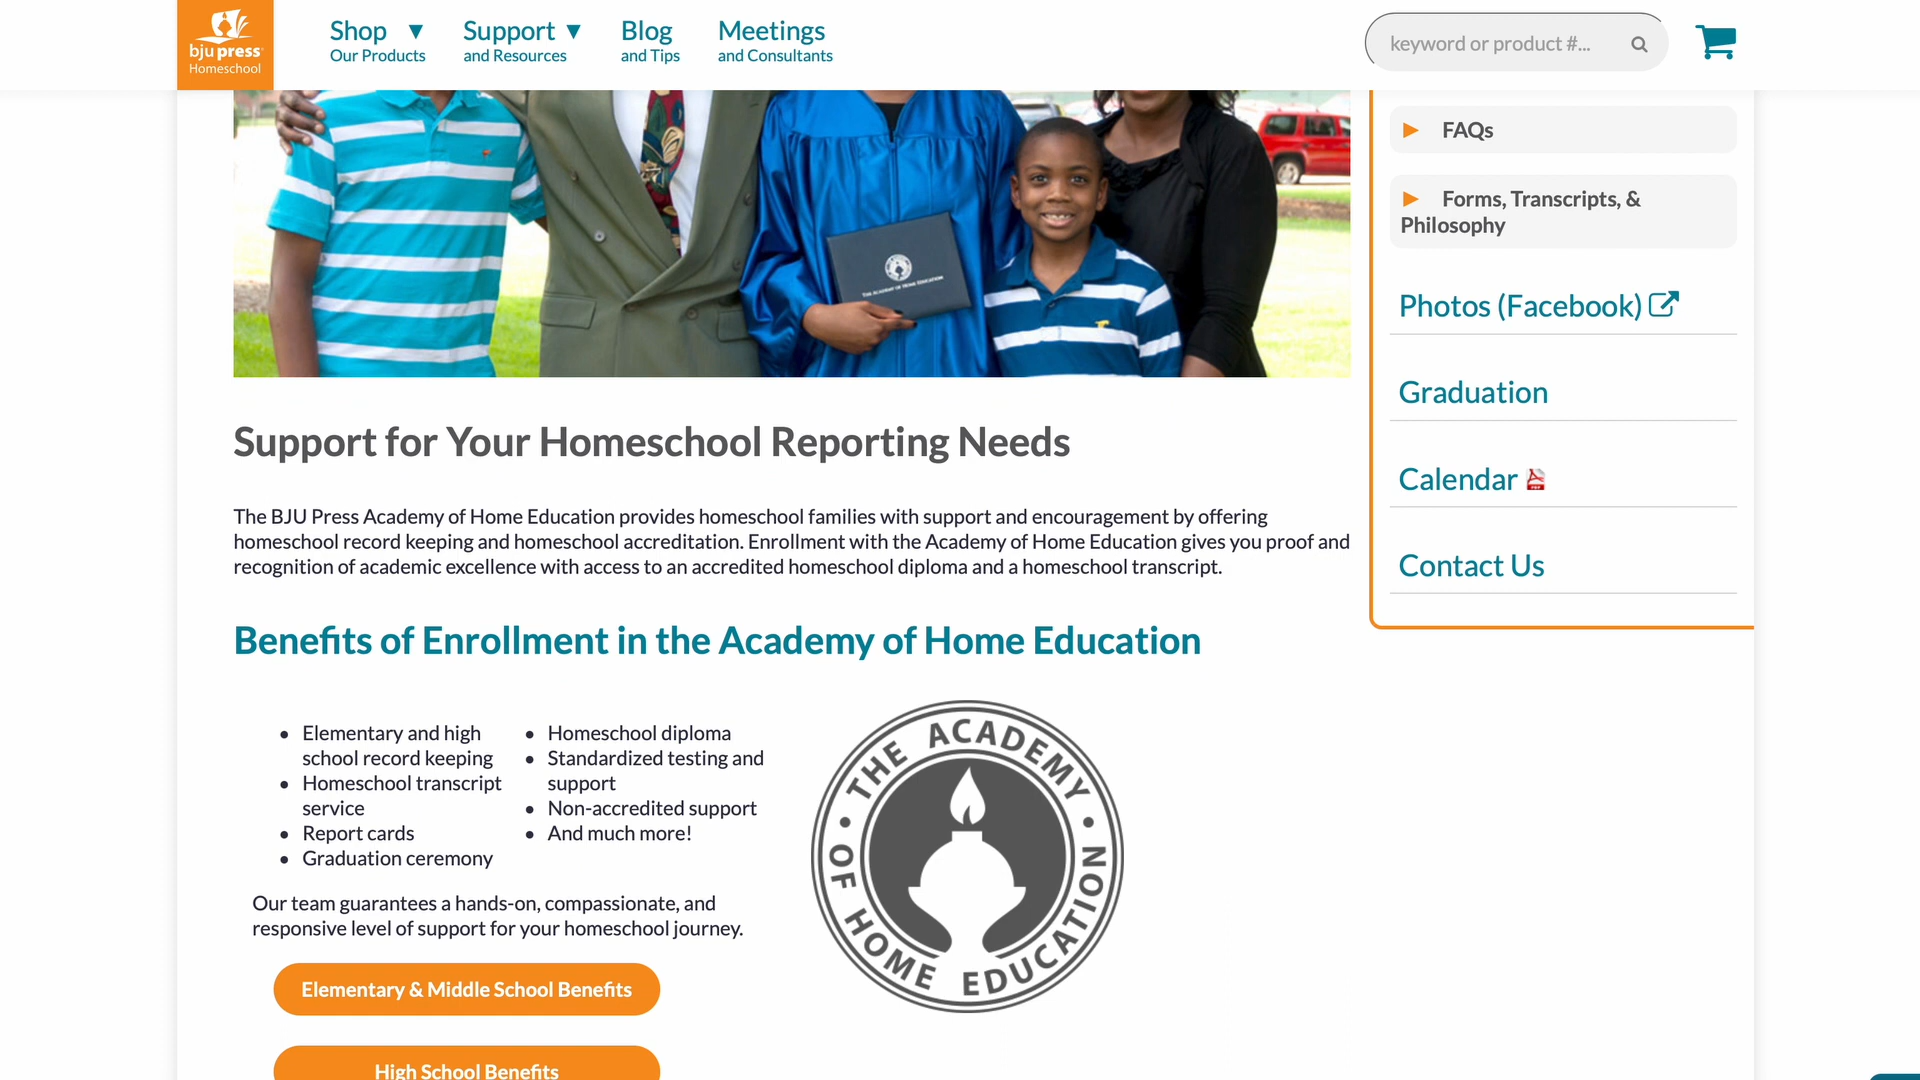 bju press
Homeschool
Shop ▼
Our Products
Support ▼
and Resources
Blog
and Tips
Meetings
and Consultants
keyword or product #...
FAQs
Forms, Transcripts, &
Philosophy
Photos (Facebook)
Graduation
Calendar
Contact Us
THE ACADEMY OF HOME EDUCATION
Support for Your Homeschool Reporting Needs
The BJU Press Academy of Home Education provides homeschool families with support and encouragement by offering
homeschool record keeping and homeschool accreditation. Enrollment with the Academy of Home Education gives you proof and
recognition of academic excellence with access to an accredited homeschool diploma and a homeschool transcript.
Benefits of Enrollment in the Academy of Home Education
• Elementary and high
school record keeping
• Homeschool transcript
service
• Report cards
• Graduation ceremony
• Homeschool diploma
• Standardized testing and
support
• Non-accredited support
• And much more!
THE ACADEMY
OF HOME EDUCATION
Our team guarantees a hands-on, compassionate, and
responsive level of support for your homeschool journey.
Elementary & Middle School Benefits
High School Benefits